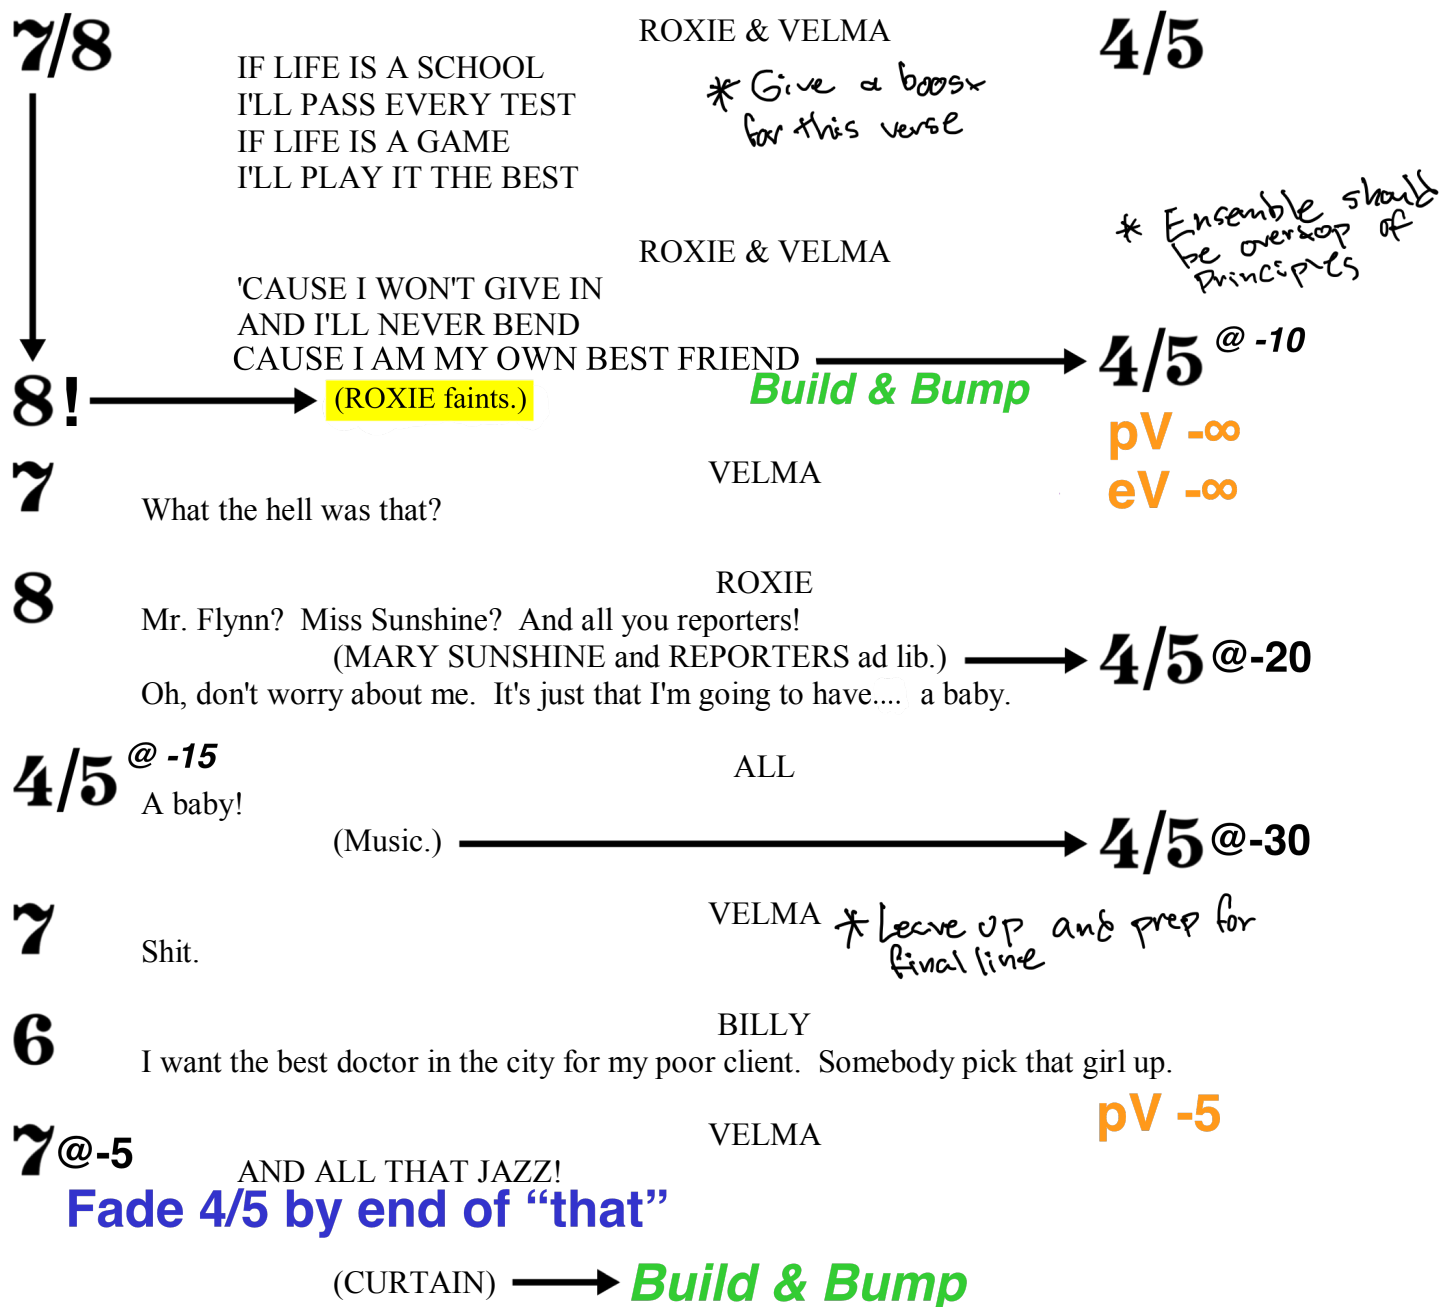 7/8 ROXIE & VELMA 4/5
IF LIFE IS A SCHOOL
* Give a boost
I'LL PASS EVERY TEST
for this verse
IF LIFE IS A GAME
I'LL PLAY IT THE BEST
* Ensemble should
be overtop of
principles
ROXIE & VELMA
'CAUSE I WON'T GIVE IN
AND I'LL NEVER BEND
CAUSE I AM MY OWN BEST FRIEND 4/5 @ -10
Build & Bump
8! (ROXIE faints.)
pV -∞
7 VELMA
eV -∞
What the hell was that?
8 ROXIE
Mr. Flynn? Miss Sunshine? And all you reporters!
(MARY SUNSHINE and REPORTERS ad lib.) 4/5 @-20
Oh, don't worry about me. It's just that I'm going to have.... a baby.
4/5 @ -15 ALL
A baby!
(Music.) 4/5 @-30
7 VELMA * Leave up and prep for
final line
Shit.
6 BILLY
I want the best doctor in the city for my poor client. Somebody pick that girl up.
pV -5
7 @-5 VELMA
AND ALL THAT JAZZ!
Fade 4/5 by end of “that”
(CURTAIN) Build & Bump